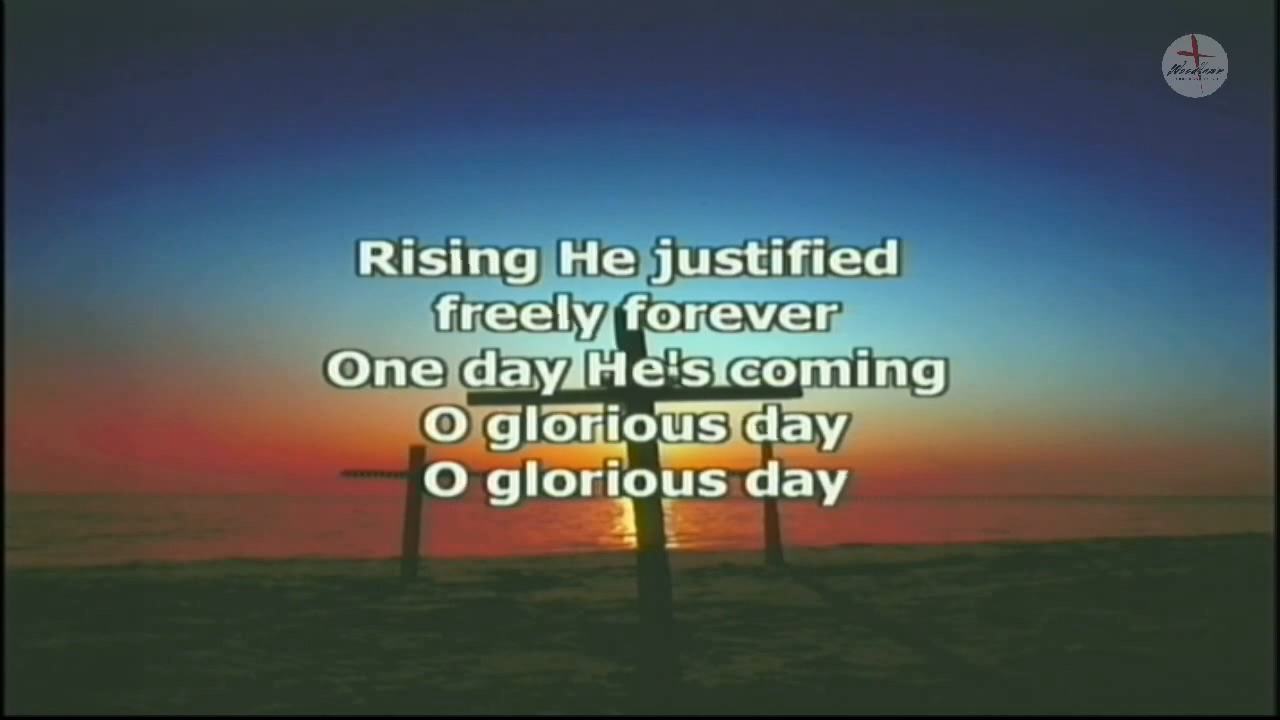 Rising He justified
freely forever
One day He's coming
O glorious day
O glorious day